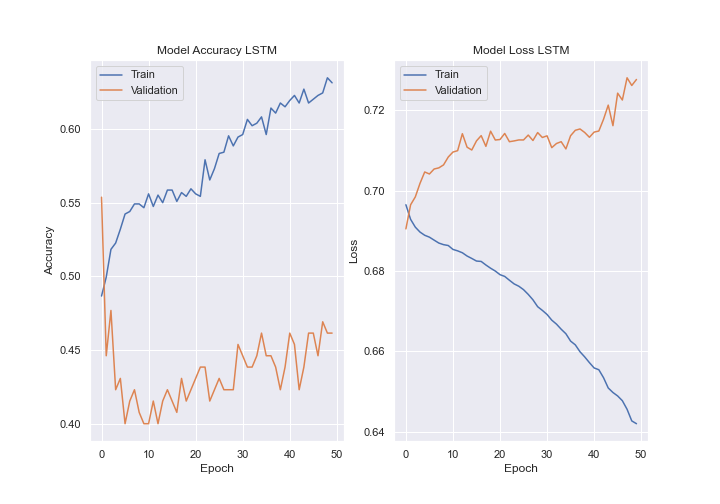 Model Accuracy LSTM
Train
Validation
0.60
0.55
0.50
0.45
0.40
Accuracy
0 10 20 30 40 50
Epoch
Model Loss LSTM
Train
Validation
0.72
0.70
0.68
0.66
0.64
Loss
0 10 20 30 40 50
Epoch